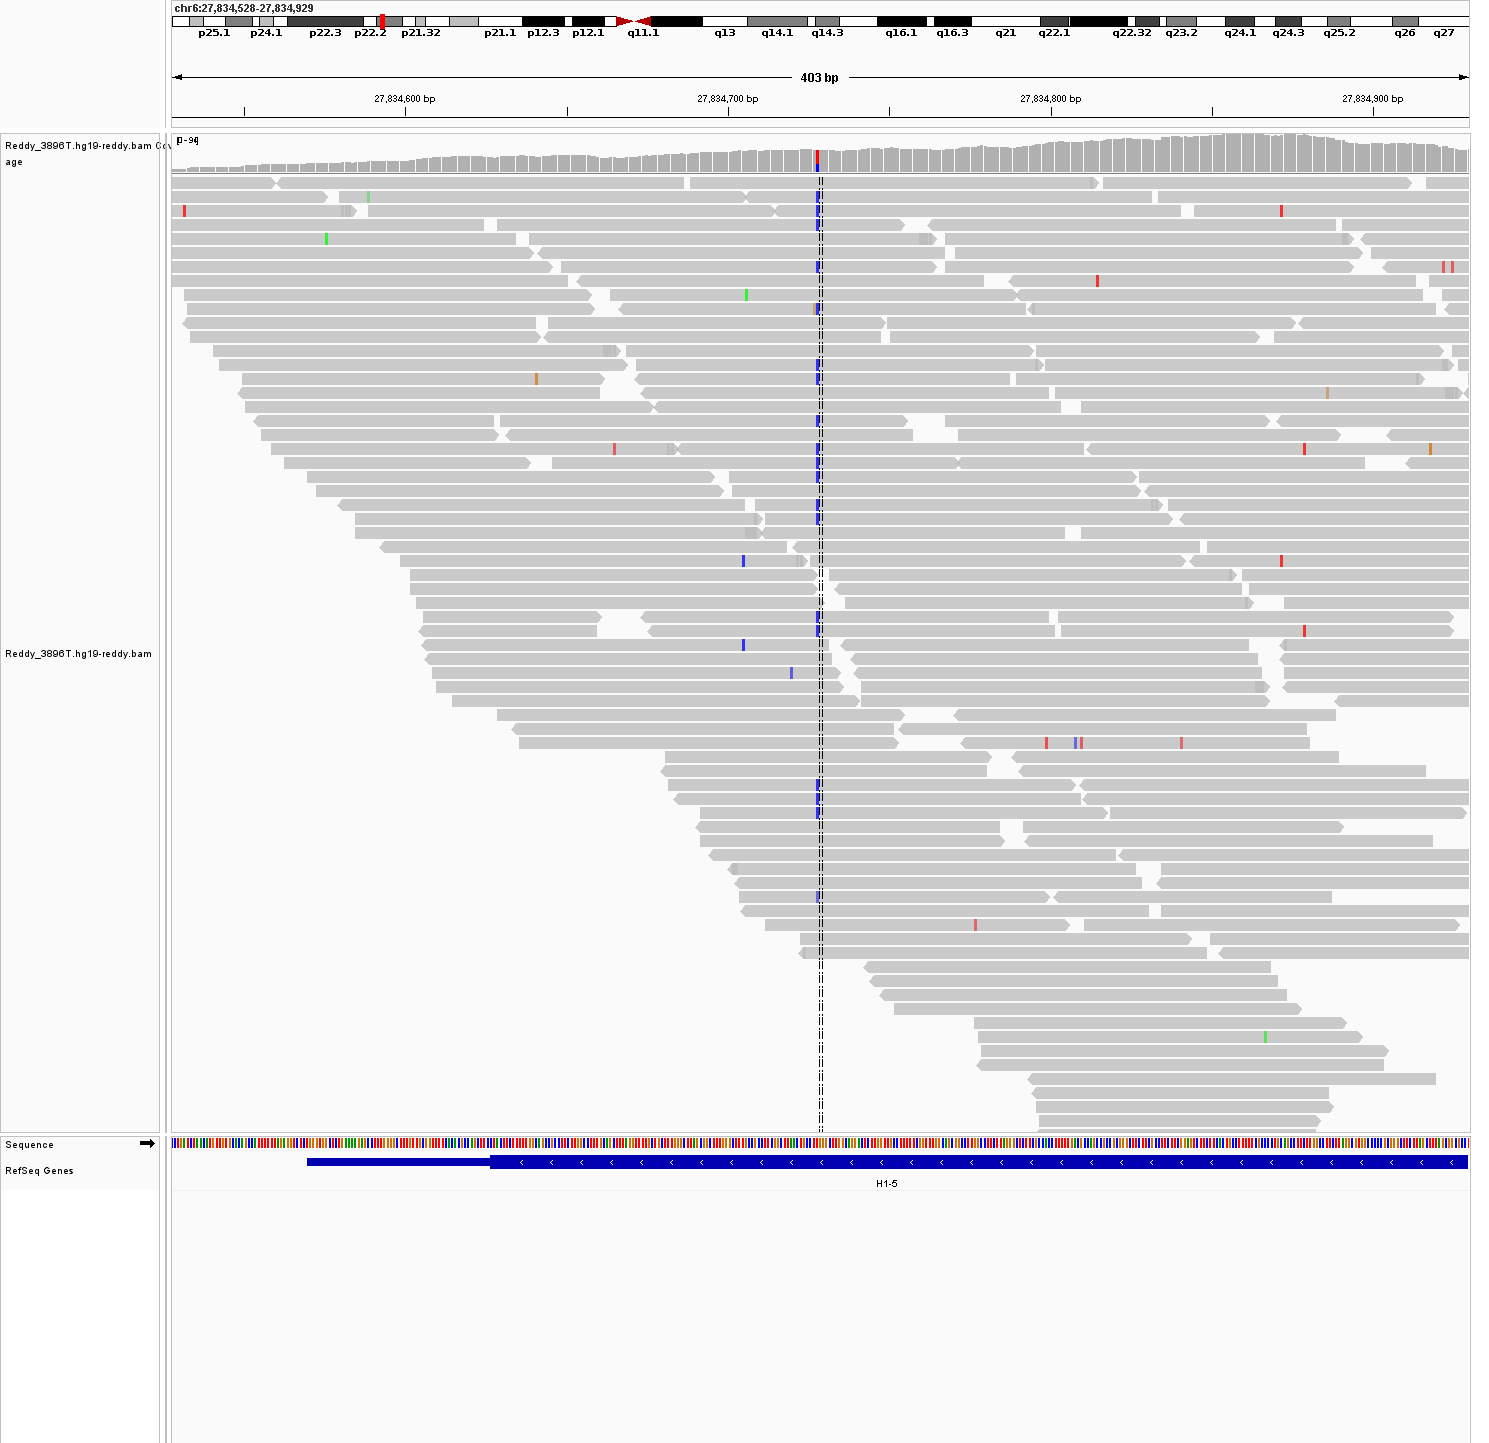 chr6:27,834,528-27,834,929
p25.1 p24.1 p22.3 p22.2 p21.32 p21.1 p12.3 p12.1 q11.1 q13 q14.1 q14.3 q16.1 q16.3 q21 q22.1 q22.32 q23.2 q24.1 q24.3 q25.2 q26 q27
403 bp
27,834,600 bp 27,834,700 bp 27,834,800 bp 27,834,900 bp
[0-94]
Reddy_3896T.hg19-reddy.bam Cov
age
Reddy_3896T.hg19-reddy.bam
Sequence
RefSeq Genes
H1-5